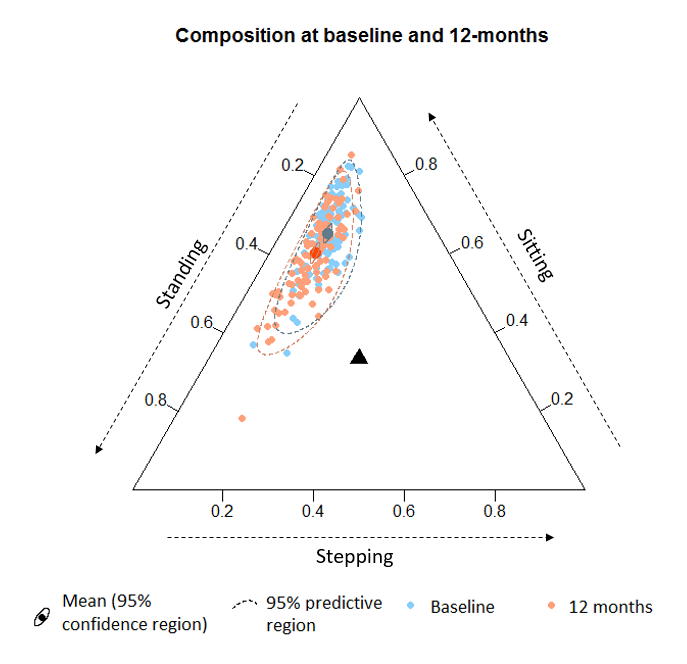 Composition at baseline and 12-months
0.2
0.8
0.4
0.6
Standing
Sitting
0.6
0.4
0.8
0.2
0.2
0.4
0.6
0.8
Stepping
Mean (95%
confidence region)
95% predictive
region
Baseline
12 months